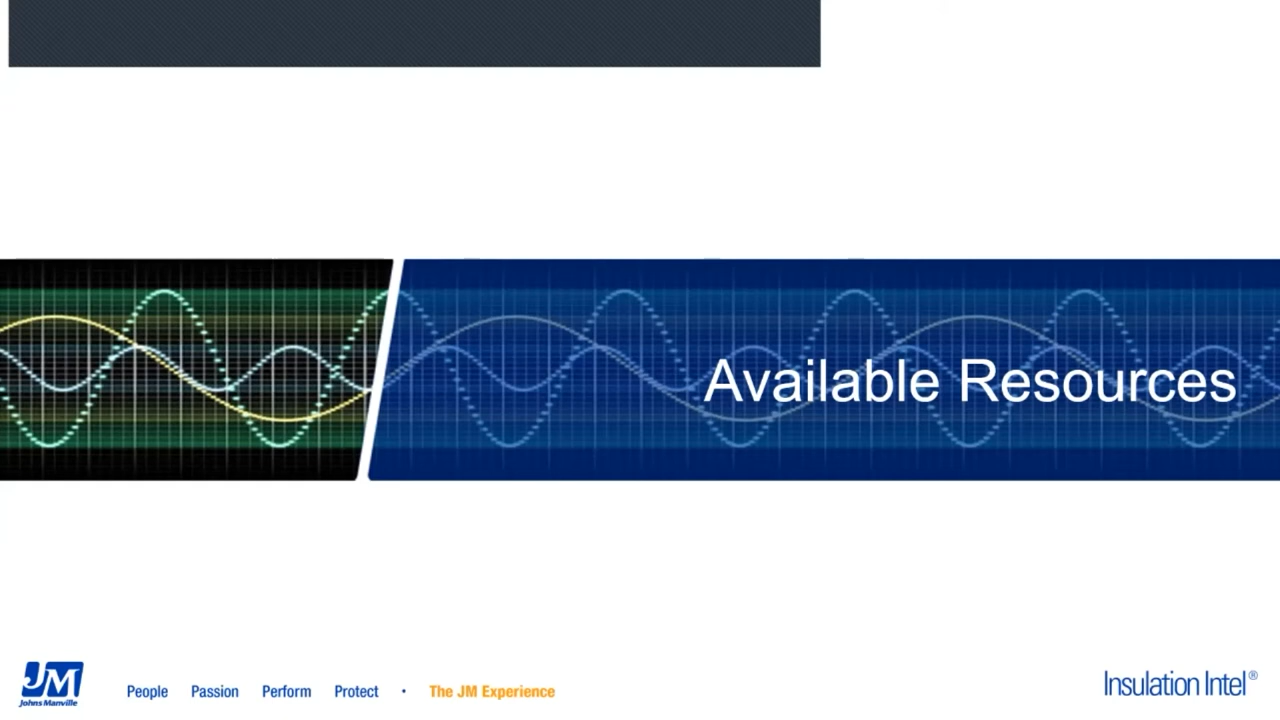 Available Resources
JM
Johns Manville
People Passion Perform Protect • The JM Experience
Insulation Intel®